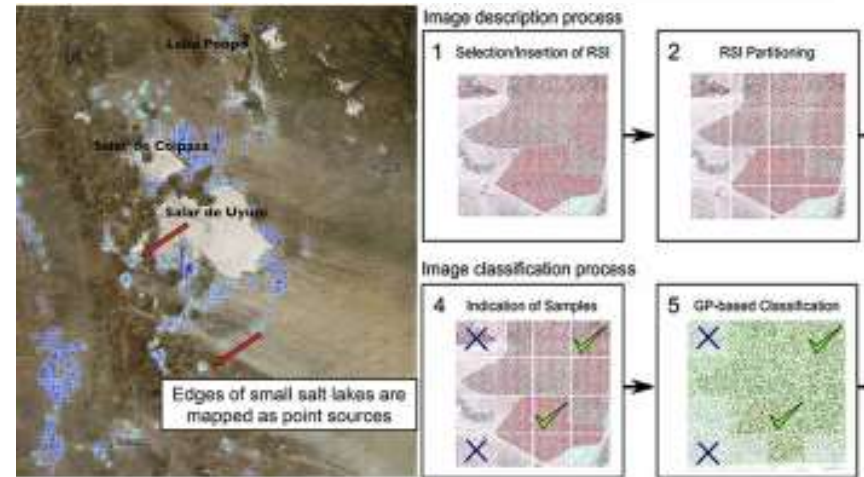 Lake Poopó
Salar de Coipasa
Salar de Uyuni
Edges of small salt lakes are
mapped as point sources
Image description process
1 Selection/Insertion of RSI
2 RSI Partitioning
Image classification process
4 Indication of Samples
5 GP-based Classification